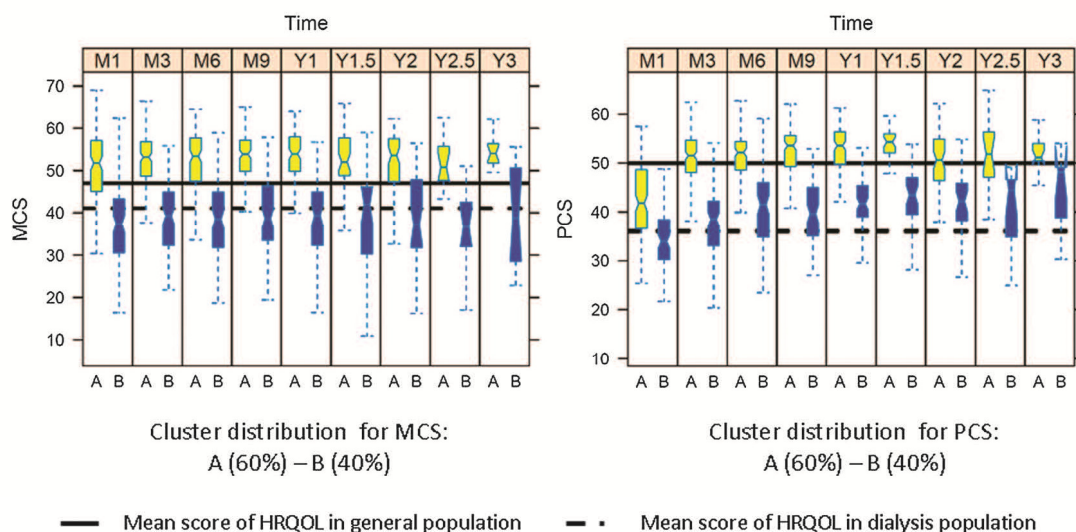 Time
M1 M3 M6 M9 Y1 Y1.5 Y2 Y2.5 Y3
70
60
50
40
30
20
10
MCS
A B A B A B A B A B A B A B A B A B
Cluster distribution for MCS:
A (60%) – B (40%)
Time
M1 M3 M6 M9 Y1 Y1.5 Y2 Y2.5 Y3
60
50
40
30
20
10
PCS
A B A B A B A B A B A B A B A B A B
Cluster distribution for PCS:
A (60%) – B (40%)
Mean score of HRQOL in general population
Mean score of HRQOL in dialysis population